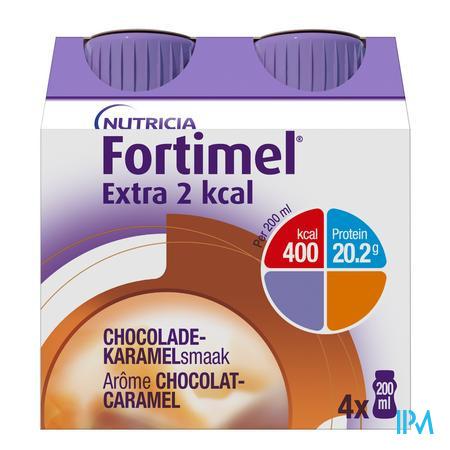 NUTRICIA
Fortimel®
Extra 2 kcal
Per 200 ml
kcal
400
Protein
20.2g
CHOCOLADE-
KARAMELsmaak
Arôme CHOCOLAT-
CARAMEL
4x
200
ml
IPM